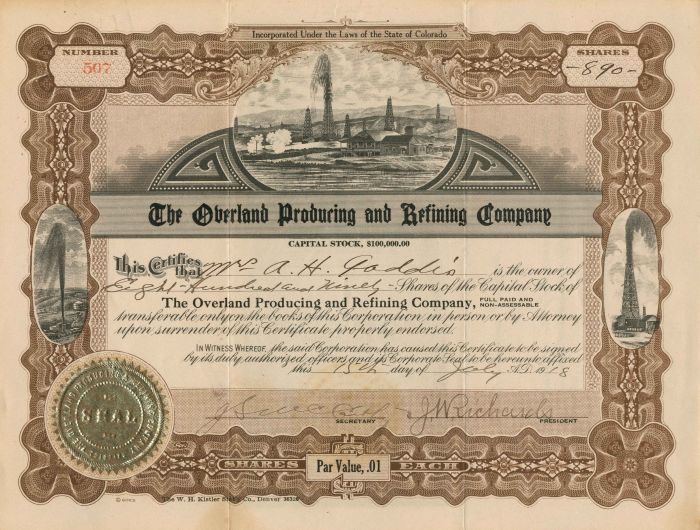 Incorporated Under the Laws of the State of Colorado
NUMBER
507
SHARES
-890-
The Overland Producing and Refining Company
CAPITAL STOCK, $100,000.00
This Certifies that Mrs A. H. Gaddis is the owner of
Eight Hundred and Ninety Shares of the Capital Stock of
The Overland Producing and Refining Company, FULL PAID AND NON-ASSESSABLE
transferable only on the books of this Corporation in person or by Attorney
upon surrender of this Certificate properly endorsed.
IN WITNESS WHEREOF, the said Corporation has caused this Certificate to be signed
by its duly authorized officers and its Corporate Seal to be hereunto affixed
this 15th day of July A.D. 1918
J W Richards
SECRETARY
PRESIDENT
SEAL
SHARES
Par Value, .01
EACH
The W. H. Kistler Stat'y Co., Denver